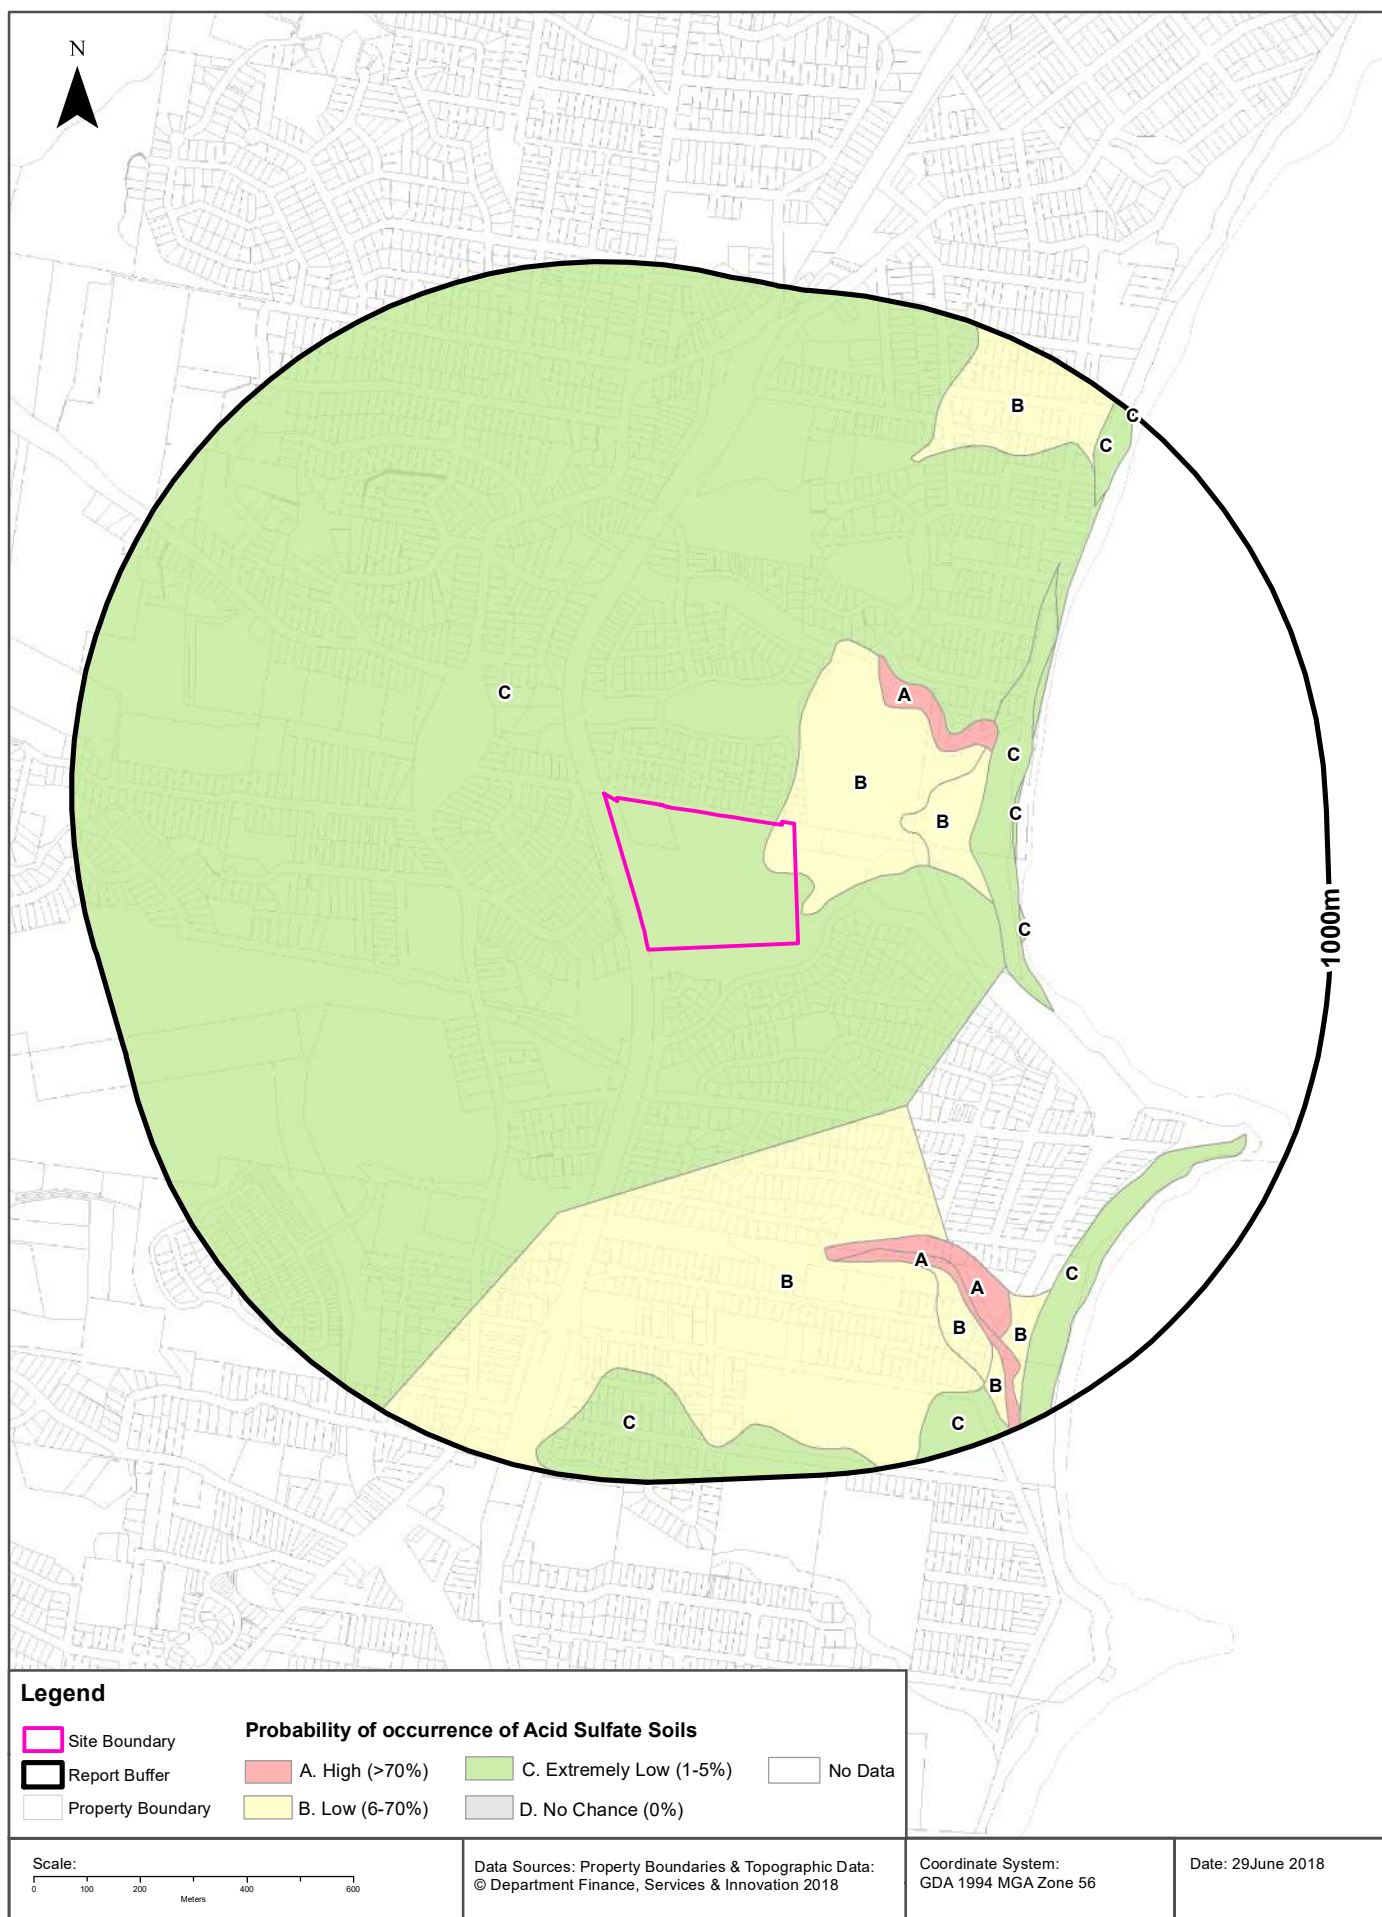 N
B
C
C
A
C
B
C
C
B
C
1000m
C
A
B
A
B
B
B
C
C
Legend
Site Boundary
Report Buffer
Property Boundary
Probability of occurrence of Acid Sulfate Soils
A. High (>70%)
B. Low (6-70%)
C. Extremely Low (1-5%)
D. No Chance (0%)
No Data
Scale:
0 100 200 400 600
Meters
Data Sources: Property Boundaries & Topographic Data:
© Department Finance, Services & Innovation 2018
Coordinate System:
GDA 1994 MGA Zone 56
Date: 29June 2018